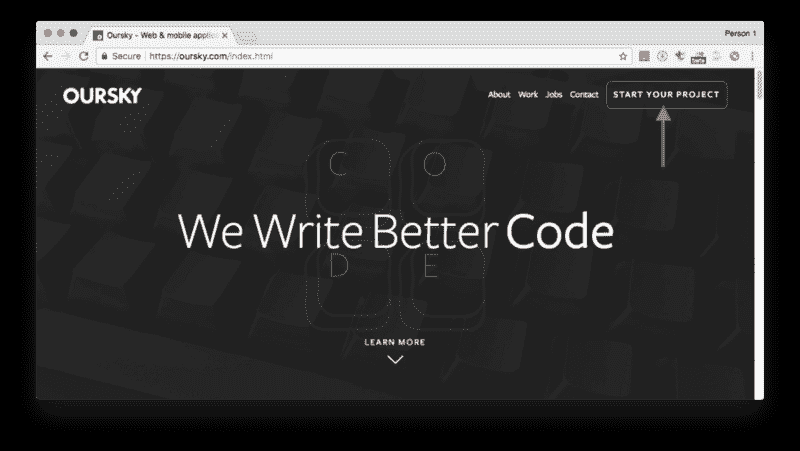 Oursky - Web & mobile applic
Person 1
Secure https://oursky.com/index.html
OURSKY
About Work Jobs Contact START YOUR PROJECT
C O
We Write Better Code
D E
LEARN MORE